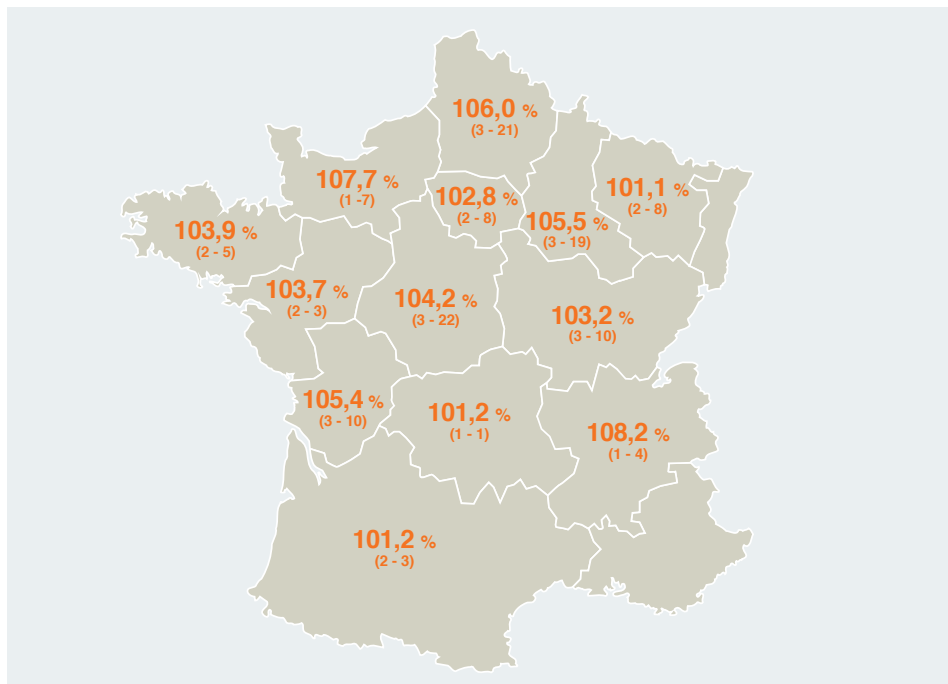 106,0 %
(3 - 21)
107,7 %
(1 -7)
102,8 %
(2 - 8)
101,1 %
(2 - 8)
105,5 %
(3 - 19)
103,9 %
(2 - 5)
103,7 %
(2 - 3)
104,2 %
(3 - 22)
103,2 %
(3 - 10)
105,4 %
(3 - 10)
101,2 %
(1 - 1)
108,2 %
(1 - 4)
101,2 %
(2 - 3)